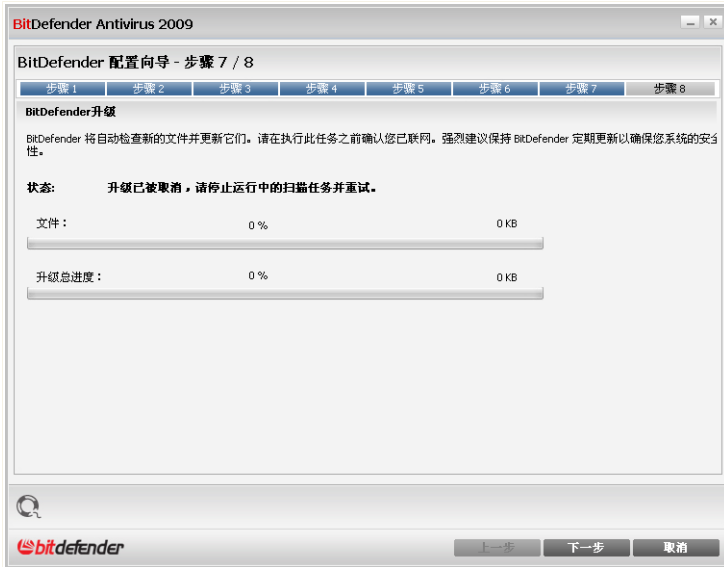 BitDefender Antivirus 2009
BitDefender 配置向导 - 步骤 7 / 8
步骤 1 步骤 2 步骤 3 步骤 4 步骤 5 步骤 6 步骤 7 步骤 8
BitDefender升级
BitDefender 将自动检查新的文件并更新它们。请在执行此任务之前确认您已联网。强烈建议保持 BitDefender 定期更新以确保您系统的安全
性。
状态: 升级已被取消，请停止运行中的扫描任务并重试。
文件： 0 % 0 KB
升级总进度： 0 % 0 KB
bitdefender
上一步 下一步 取消